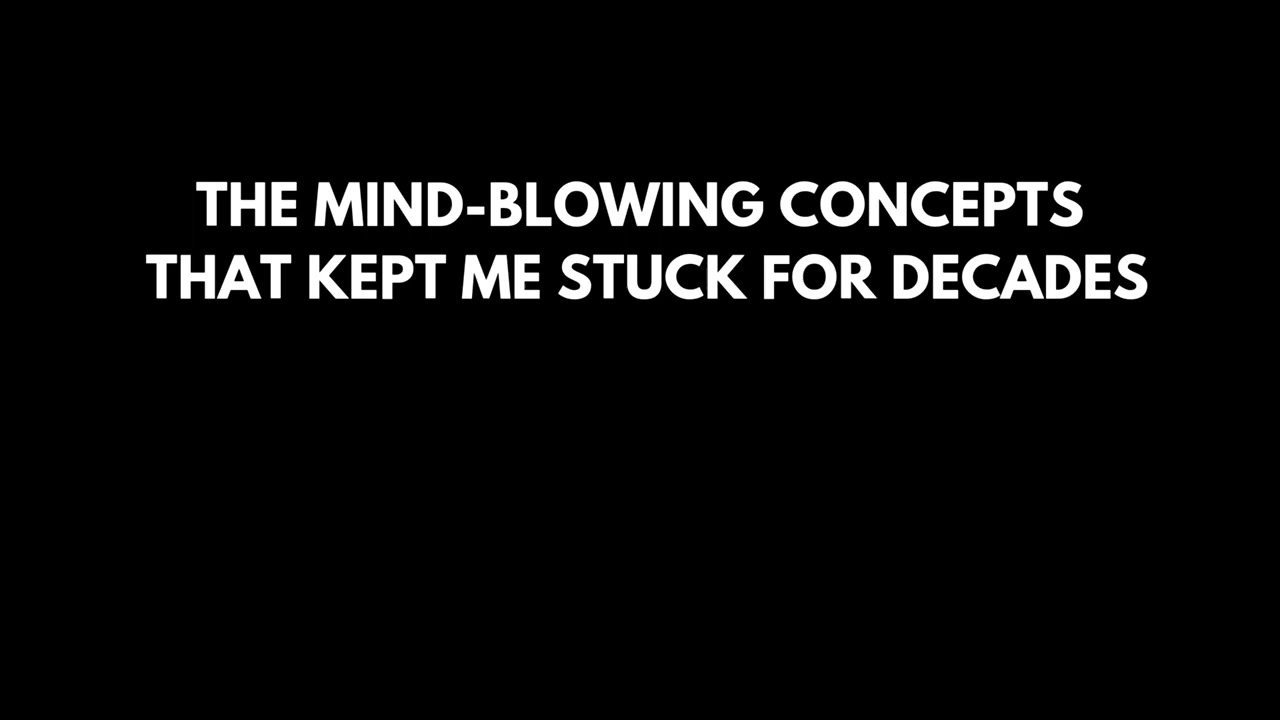 THE MIND-BLOWING CONCEPTS
THAT KEPT ME STUCK FOR DECADES